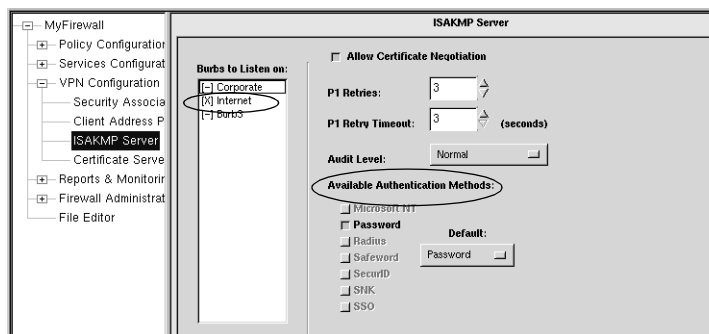 MyFirewall
Policy Configuration
Services Configurat
VPN Configuration
Security Associa
Client Address P
ISAKMP Server
Certificate Serve
Reports & Monitorin
Firewall Administrat
File Editor
ISAKMP Server
Burbs to Listen on:
[-] Corporate
[X] Internet
[-] Burb3
Allow Certificate Negotiation
P1 Retries: 3
P1 Retry Timeout: 3 (seconds)
Audit Level: Normal
Available Authentication Methods:
Microsoft NT
Password
Radius
Safeword
SecurID
SNK
SSO
Default:
Password